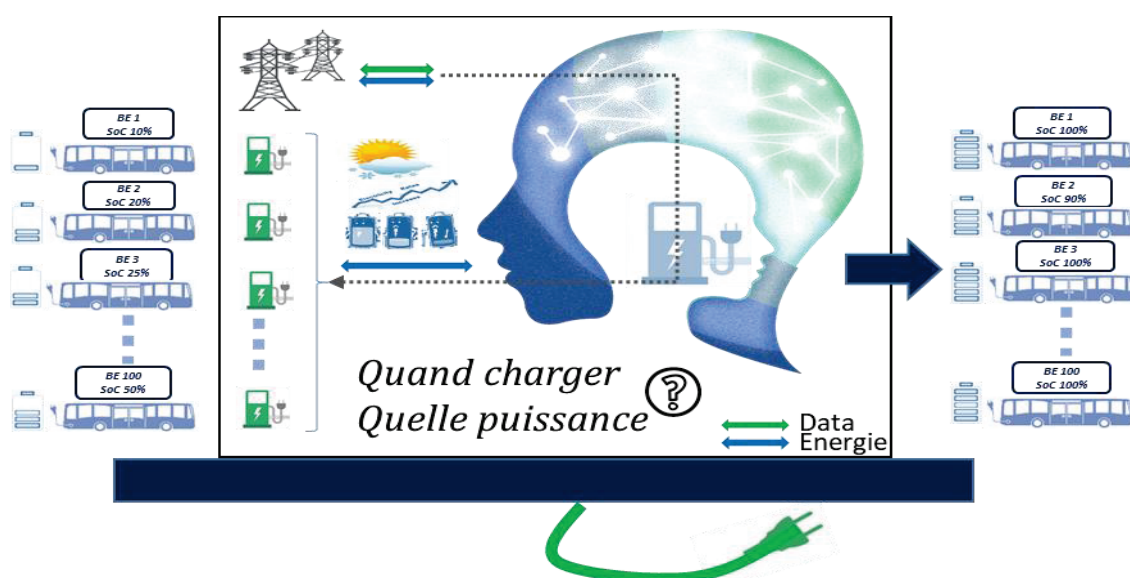 BE 1
SoC 10%
BE 2
SoC 20%
BE 3
SoC 25%
BE 100
SoC 50%
Quand charger
Quelle puissance ?
Data
Energie
BE 1
SoC 100%
BE 2
SoC 90%
BE 3
SoC 100%
BE 100
SoC 100%